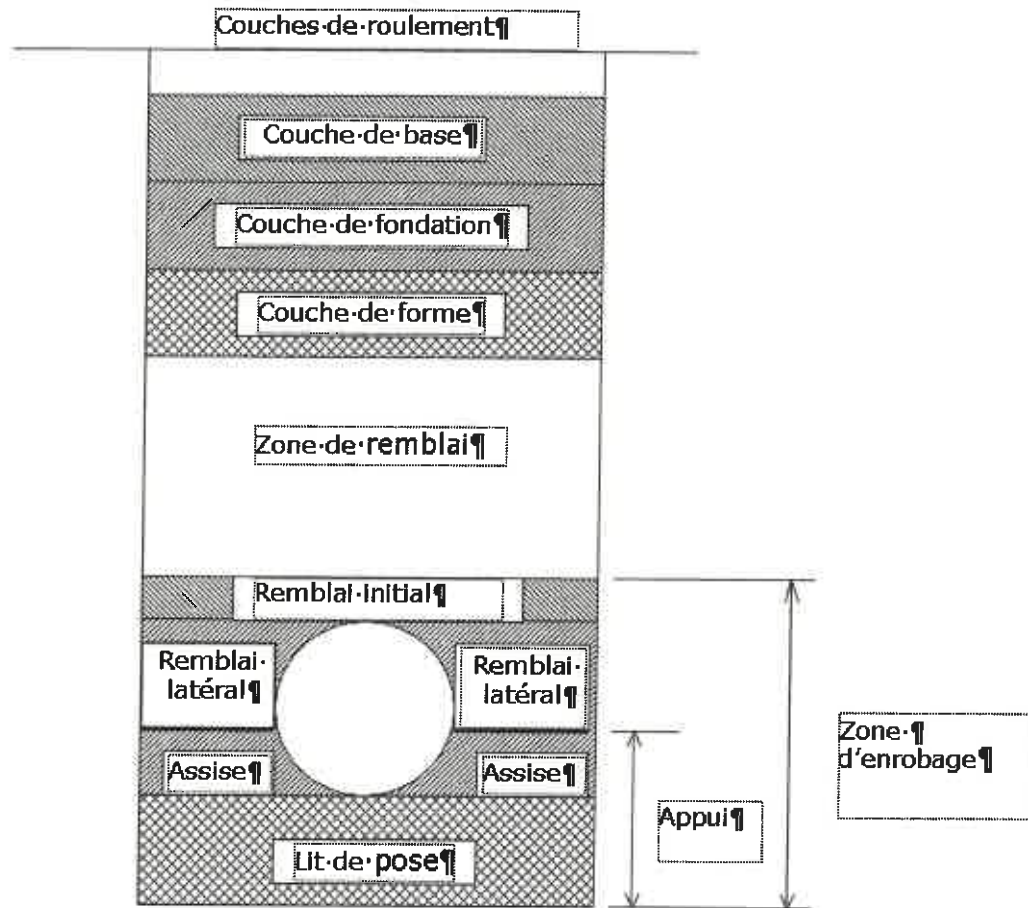 Couches·de·roulement¶
Couche·de·base¶
Couche·de·fondation¶
Couche·de·forme¶
Zone·de·remblai¶
Remblai·initial¶
Remblai·
latéral¶
Remblai·
latéral¶
Assise¶
Assise¶
Lit·de·pose¶
Appui¶
Zone·¶
d'enrobage¶